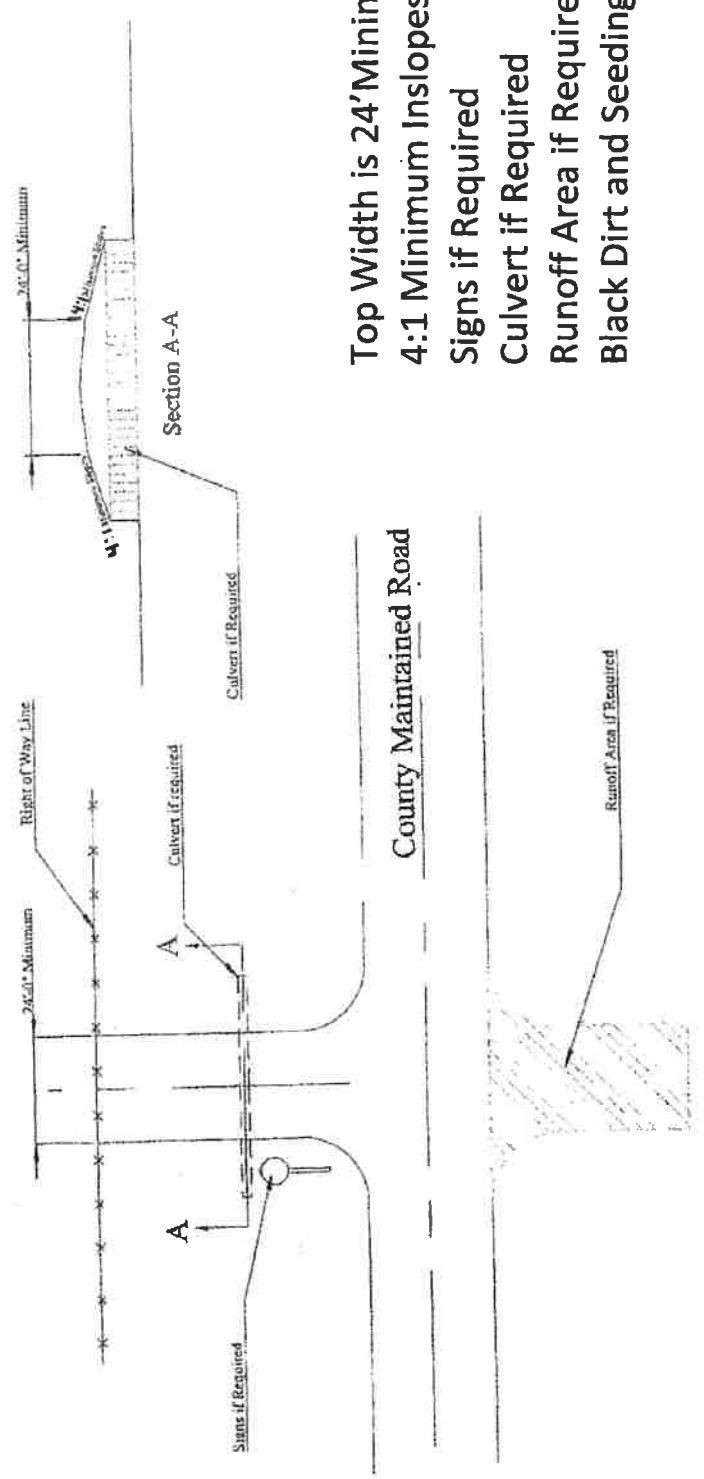 24'-0" Minimum
Right of Way Line
Culvert if required
A
A
Signs if Required
County Maintained Road
Runoff Area if Required
24'-0" Minimum
4:1
4:1
Section A-A
Culvert if Required
Top Width is 24'Minim
4:1 Minimum Inslopes
Signs if Required
Culvert if Required
Runoff Area if Require
Black Dirt and Seeding